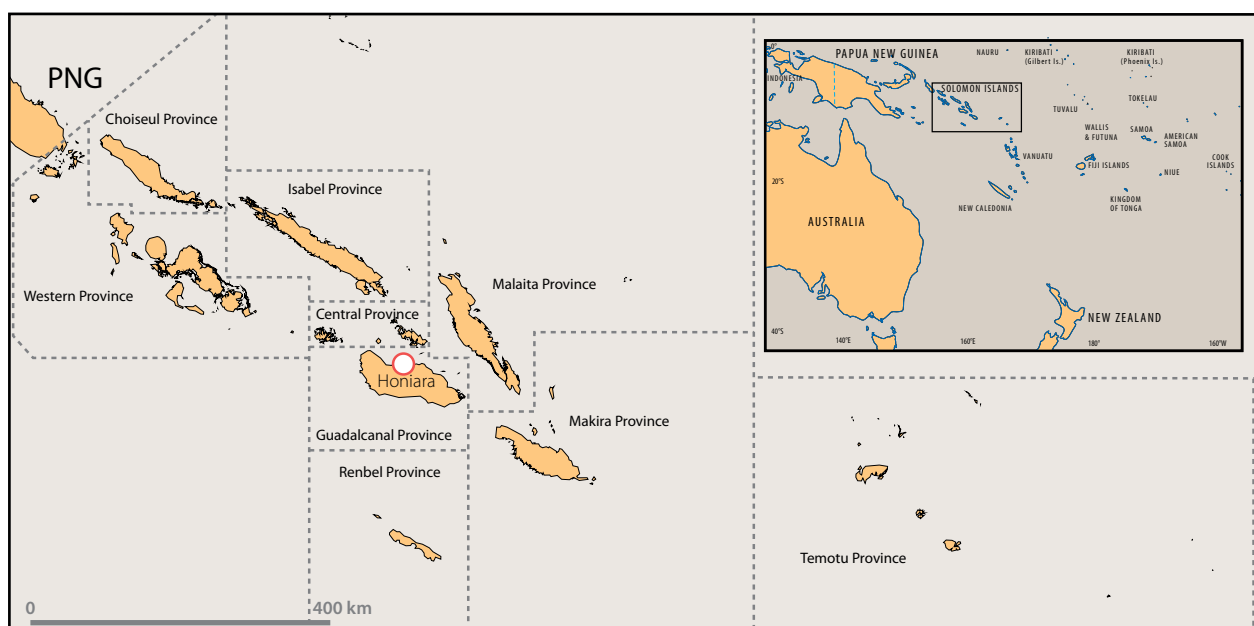 PNG
Choiseul Province
Isabel Province
Western Province
Central Province
Malaita Province
Honiara
Guadalcanal Province
Makira Province
Renbel Province
Temotu Province
0
400 km
0°
160°W
PAPUA NEW GUINEA
NAURU
KIRIBATI
(Gilbert Is.)
KIRIBATI
(Phoenix Is.)
INDONESIA
SOLOMON ISLANDS
TUVALU
TOKELAU
WALLIS
& FUTUNA
SAMOA
AMERICAN
SAMOA
VANUATU
FIJI ISLANDS
COOK
ISLANDS
NIUE
20°S
NEW CALEDONIA
KINGDOM
OF TONGA
AUSTRALIA
NEW ZEALAND
40°S
140°E
160°E
180°